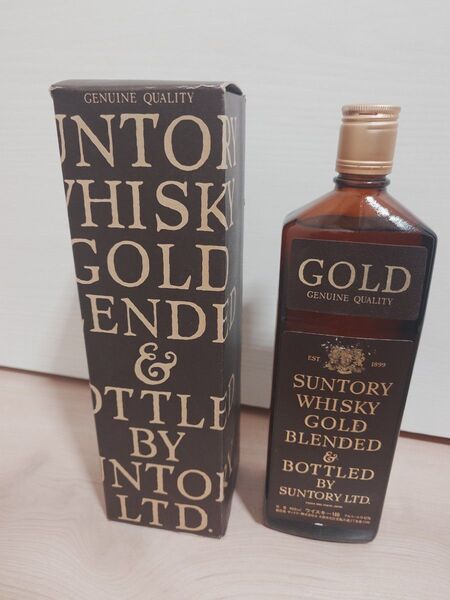 GENUINE QUALITY
UNTORY
WHISKY
GOLD
LENDED
&
OTTLED
BY
UNTO
LTD.
GOLD
GENUINE QUALITY
EST 1899
SUNTORY
WHISKY
GOLD
BLENDED
&
BOTTLED
BY
SUNTORY LTD.
ウイスキー